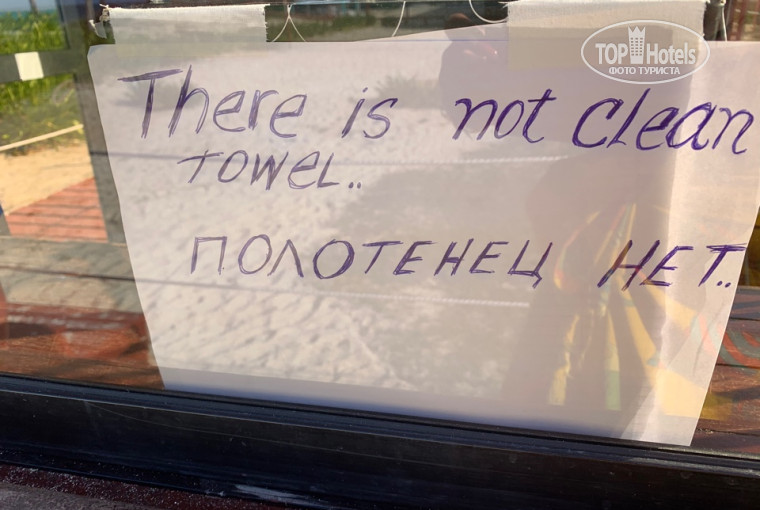 TOP Hotels
ФОТО ТУРИСТА
There is not clean
TOWEL..
ПОЛОТЕНЕЦ НЕТ..